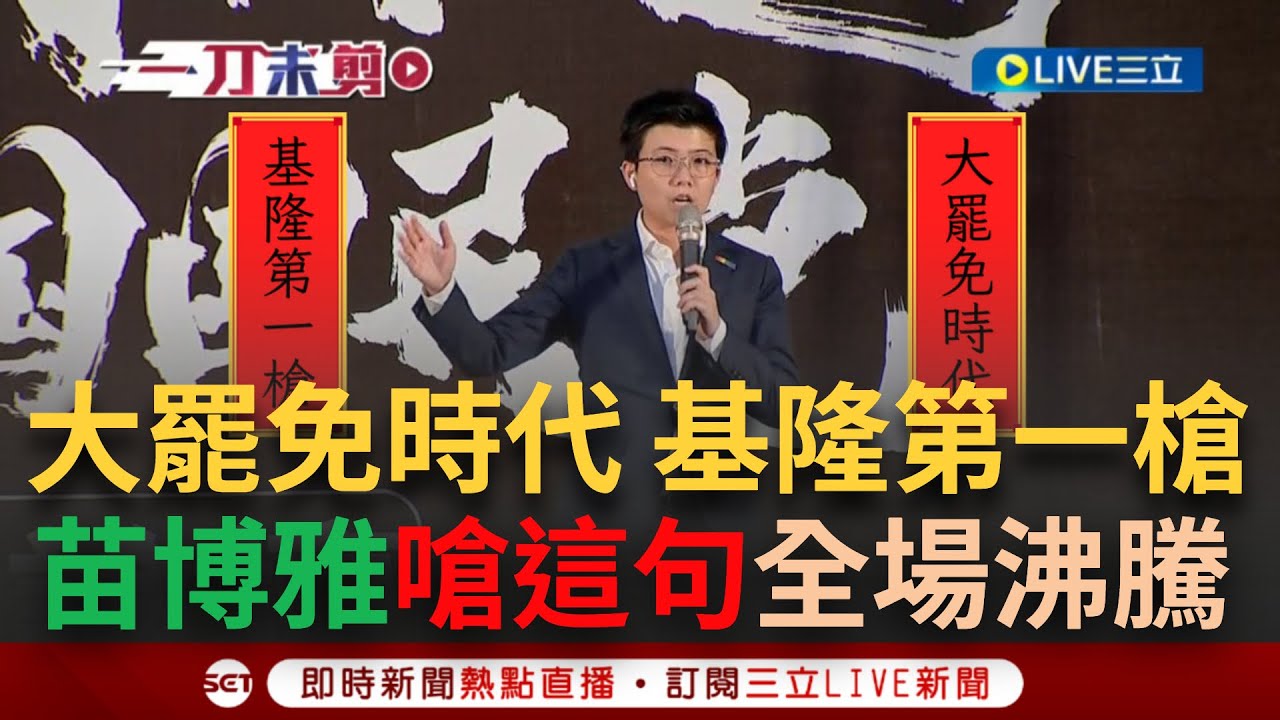 一刀未剪
LIVE三立
基隆第一槍
大罷免時代
大罷免時代 基隆第一槍
苗博雅嗆這句全場沸騰
SET 即時新聞熱點直播・訂閱三立LIVE新聞